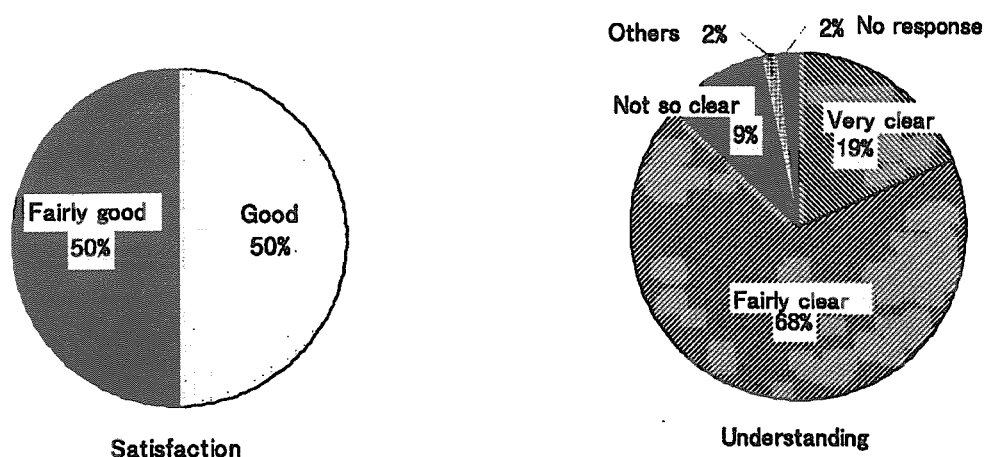 Fairly good
50%
Good
50%
Satisfaction
Others 2%
2% No response
Not so clear
9%
Very clear
19%
Fairly clear
68%
Understanding